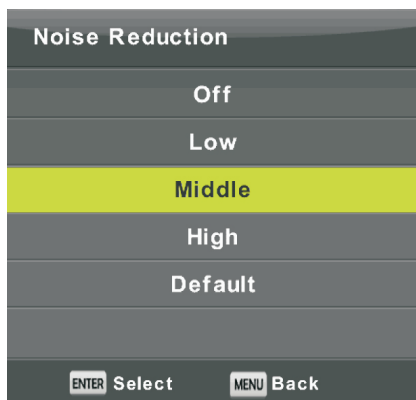 Noise Reduction
Off
Low
Middle
High
Default
ENTER Select MENU Back